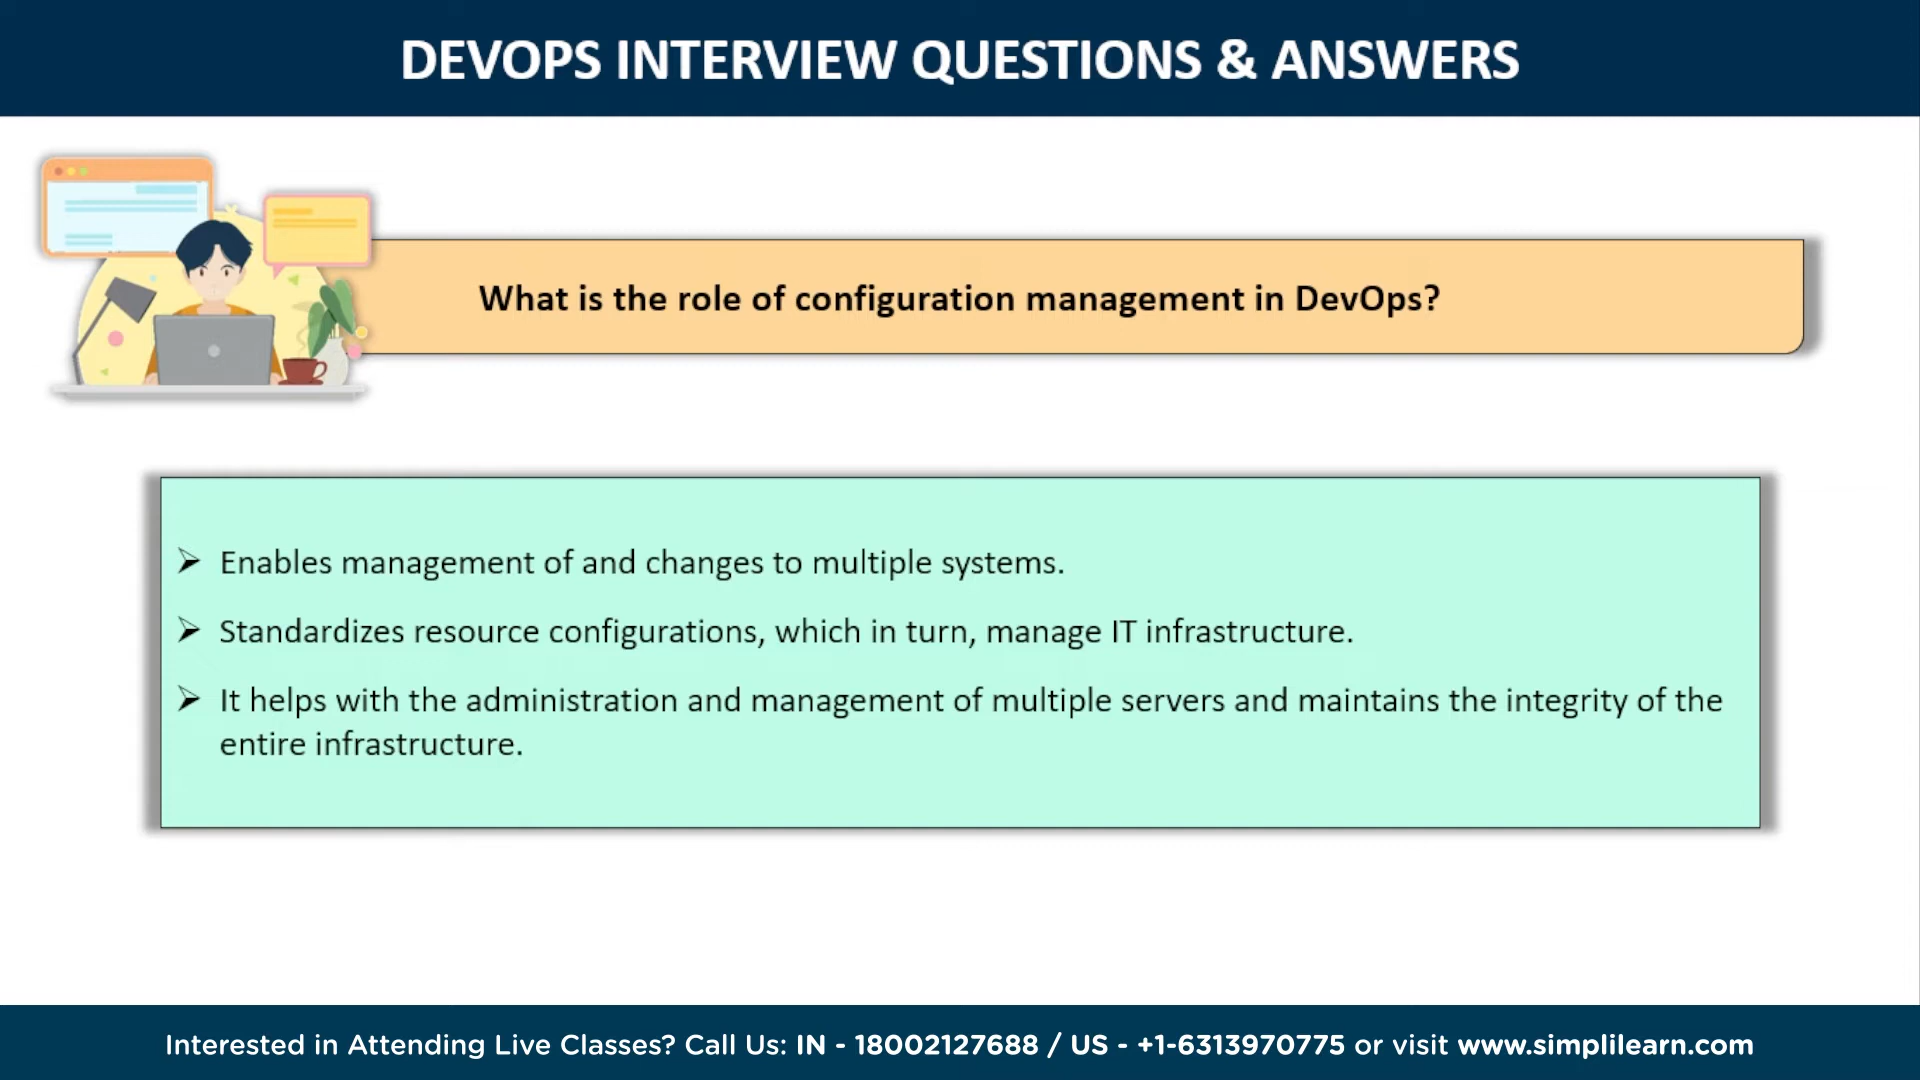 DEVOPS INTERVIEW QUESTIONS & ANSWERS
What is the role of configuration management in DevOps?
➢ Enables management of and changes to multiple systems.
➢ Standardizes resource configurations, which in turn, manage IT infrastructure.
➢ It helps with the administration and management of multiple servers and maintains the integrity of the
entire infrastructure.
Interested in Attending Live Classes? Call Us: IN - 18002127688 / US - +1-6313970775 or visit www.simplilearn.com